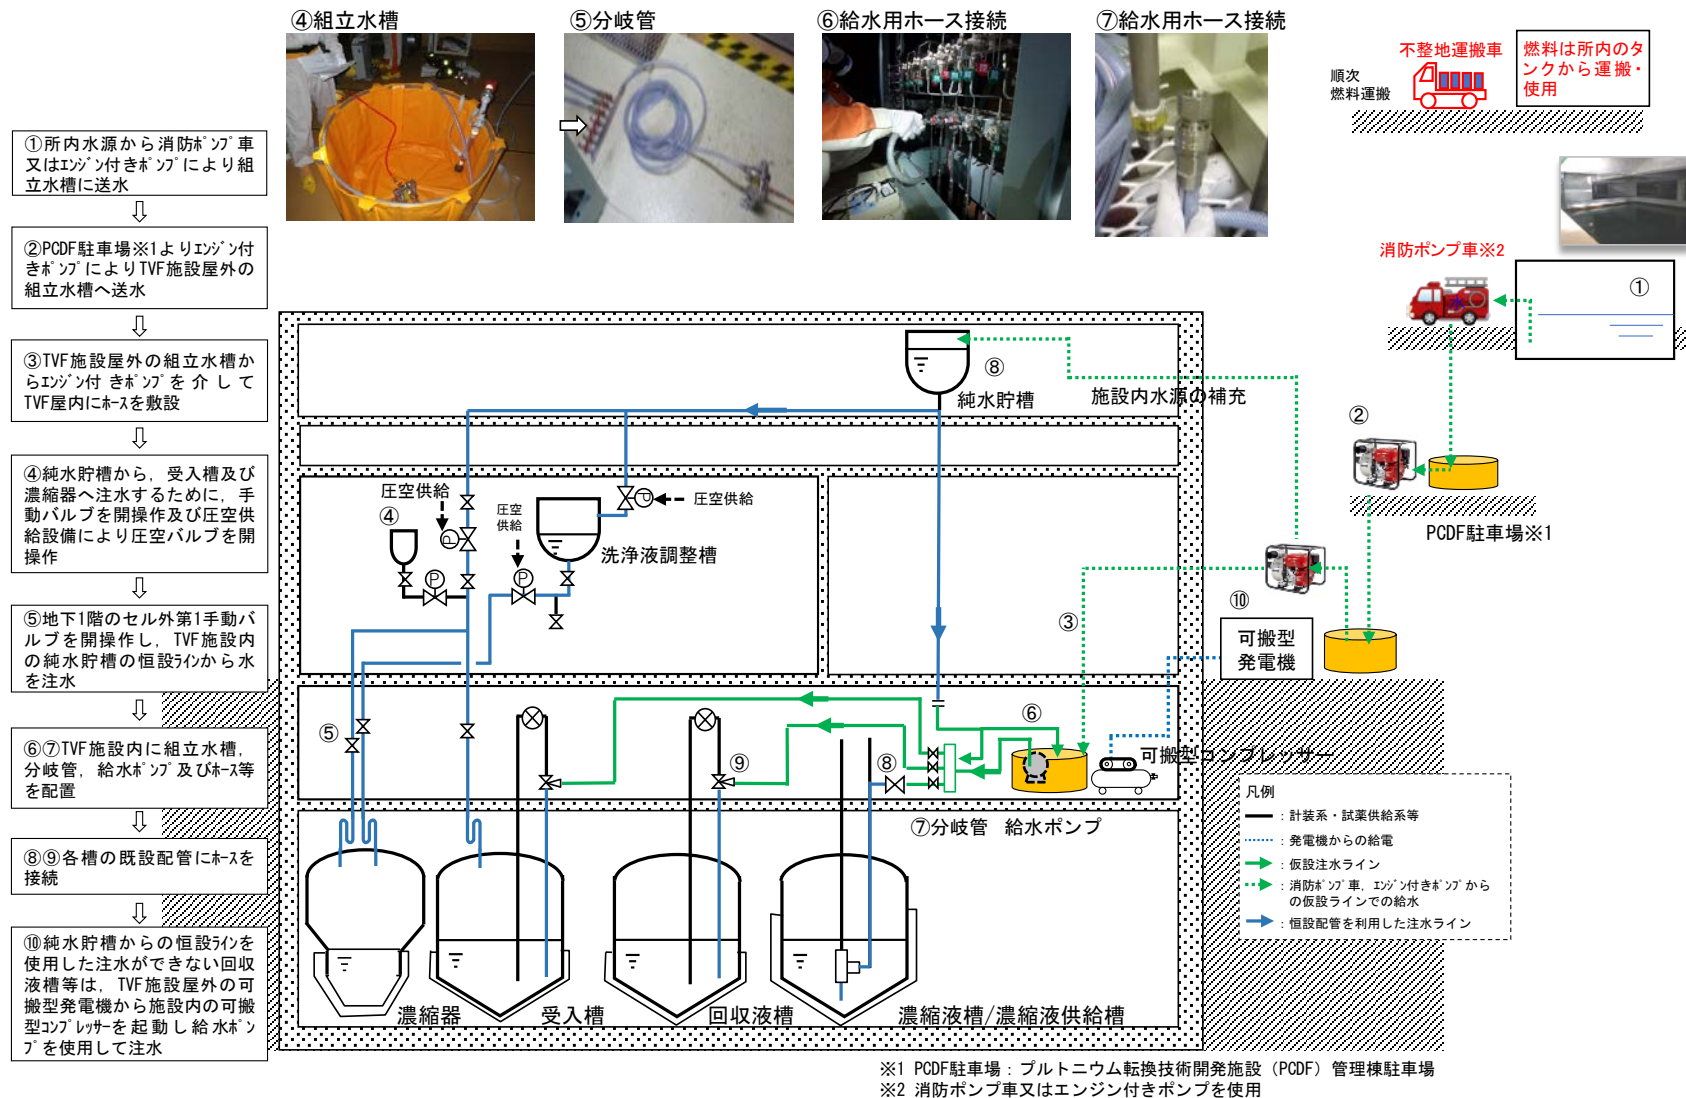 ④組立水槽
⑤分岐管
⑥給水用ホース接続
⑦給水用ホース接続
不整地運搬車
順次
燃料運搬
燃料は所内のタ
ンクから運搬・
使用
①所内水源から消防ポンプ車
又はエンジン付きポンプにより組
立水槽に送水
⇩
②PCDF駐車場※1よりエンジン付
きポンプによりTVF施設屋外の
組立水槽へ送水
⇩
③TVF施設屋外の組立水槽か
らエンジン付きポンプを介して
TVF屋内にホースを敷設
⇩
④純水貯槽から，受入槽及び
濃縮器へ注水するために，手
動バルブを開操作及び圧空供
給設備により圧空バルブを開
操作
⇩
⑤地下1階のセル外第1手動バ
ルブを開操作し，TVF施設内
の純水貯槽の恒設ラインから水
を注水
⇩
⑥⑦TVF施設内に組立水槽，
分岐管，給水ポンプ及びホース等
を配置
⇩
⑧⑨各槽の既設配管にホースを
接続
⇩
⑩純水貯槽からの恒設ラインを
使用した注水ができない回収
液槽等は，TVF施設屋外の可
搬型発電機から施設内の可搬
型コンプレッサーを起動し給水ポン
プを使用して注水
消防ポンプ車※2
①
②
PCDF駐車場※1
⑧
純水貯槽
施設内水源の補充
圧空供給
④
P
圧空
供給
P
P
P
圧空供給
洗浄液調整槽
③
⑩
可搬型
発電機
⑤
⑨
⑧
⑥
可搬型コンプレッサー
⑦分岐管 給水ポンプ
濃縮器
受入槽
回収液槽
濃縮液槽/濃縮液供給槽
凡例
：計装系・試薬供給系等
：発電機からの給電
：仮設注水ライン
：消防ポンプ車，エンジン付きポンプから
の仮設ラインでの給水
：恒設配管を利用した注水ライン
※1 PCDF駐車場：プルトニウム転換技術開発施設（PCDF）管理棟駐車場
※2 消防ポンプ車又はエンジン付きポンプを使用